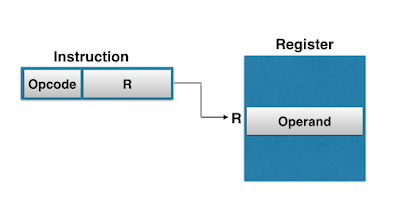 Instruction
Opcode R
Register
R Operand